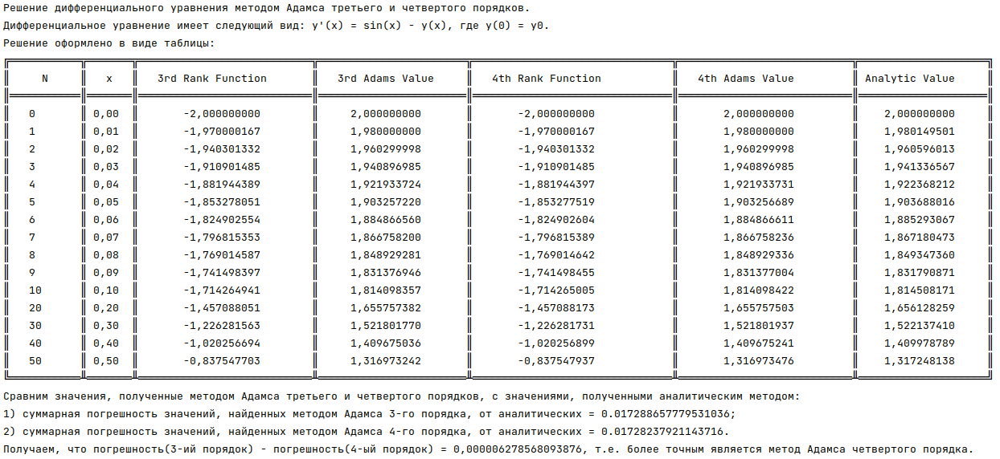 Решение дифференциального уравнения методом Адамса третьего и четвертого порядков.
Дифференциальное уравнение имеет следующий вид: y'(x) = sin(x) - y(x), где y(0) = y0.
Решение оформлено в виде таблицы:
N x 3rd Rank Function 3rd Adams Value 4th Rank Function 4th Adams Value Analytic Value
0 0,00 -2,000000000 2,000000000 -2,000000000 2,000000000 2,000000000
1 0,01 -1,970000167 1,980000000 -1,970000167 1,980000000 1,980149501
2 0,02 -1,940301332 1,960299998 -1,940301332 1,960299998 1,960596013
3 0,03 -1,910901485 1,940896985 -1,910901485 1,940896985 1,941336567
4 0,04 -1,881944389 1,921933724 -1,881944397 1,921933731 1,922368212
5 0,05 -1,853278051 1,903257220 -1,853277519 1,903256689 1,903688016
6 0,06 -1,824902554 1,884866560 -1,824902604 1,884866611 1,885293067
7 0,07 -1,796815353 1,866758200 -1,796815389 1,866758236 1,867180473
8 0,08 -1,769014587 1,848929281 -1,769014642 1,848929336 1,849347360
9 0,09 -1,741498397 1,831376946 -1,741498455 1,831377004 1,831790871
10 0,10 -1,714264941 1,814098357 -1,714265005 1,814098422 1,814508171
20 0,20 -1,457088051 1,655757382 -1,457088173 1,655757503 1,656128259
30 0,30 -1,226281563 1,521801770 -1,226281731 1,521801937 1,522137410
40 0,40 -1,020256694 1,409675036 -1,020256899 1,409675241 1,409978789
50 0,50 -0,837547703 1,316973242 -0,837547937 1,316973476 1,317248138
Сравним значения, полученные методом Адамса третьего и четвертого порядков, с значениями, полученными аналитическим методом:
1) суммарная погрешность значений, найденных методом Адамса 3-го порядка, от аналитических = 0.017288657779531036;
2) суммарная погрешность значений, найденных методом Адамса 4-го порядка, от аналитических = 0.01728237921143716.
Получаем, что погрешность(3-ий порядок) - погрешность(4-ый порядок) = 0,000006278568093876, т.е. более точным является метод Адамса четвертого порядка.